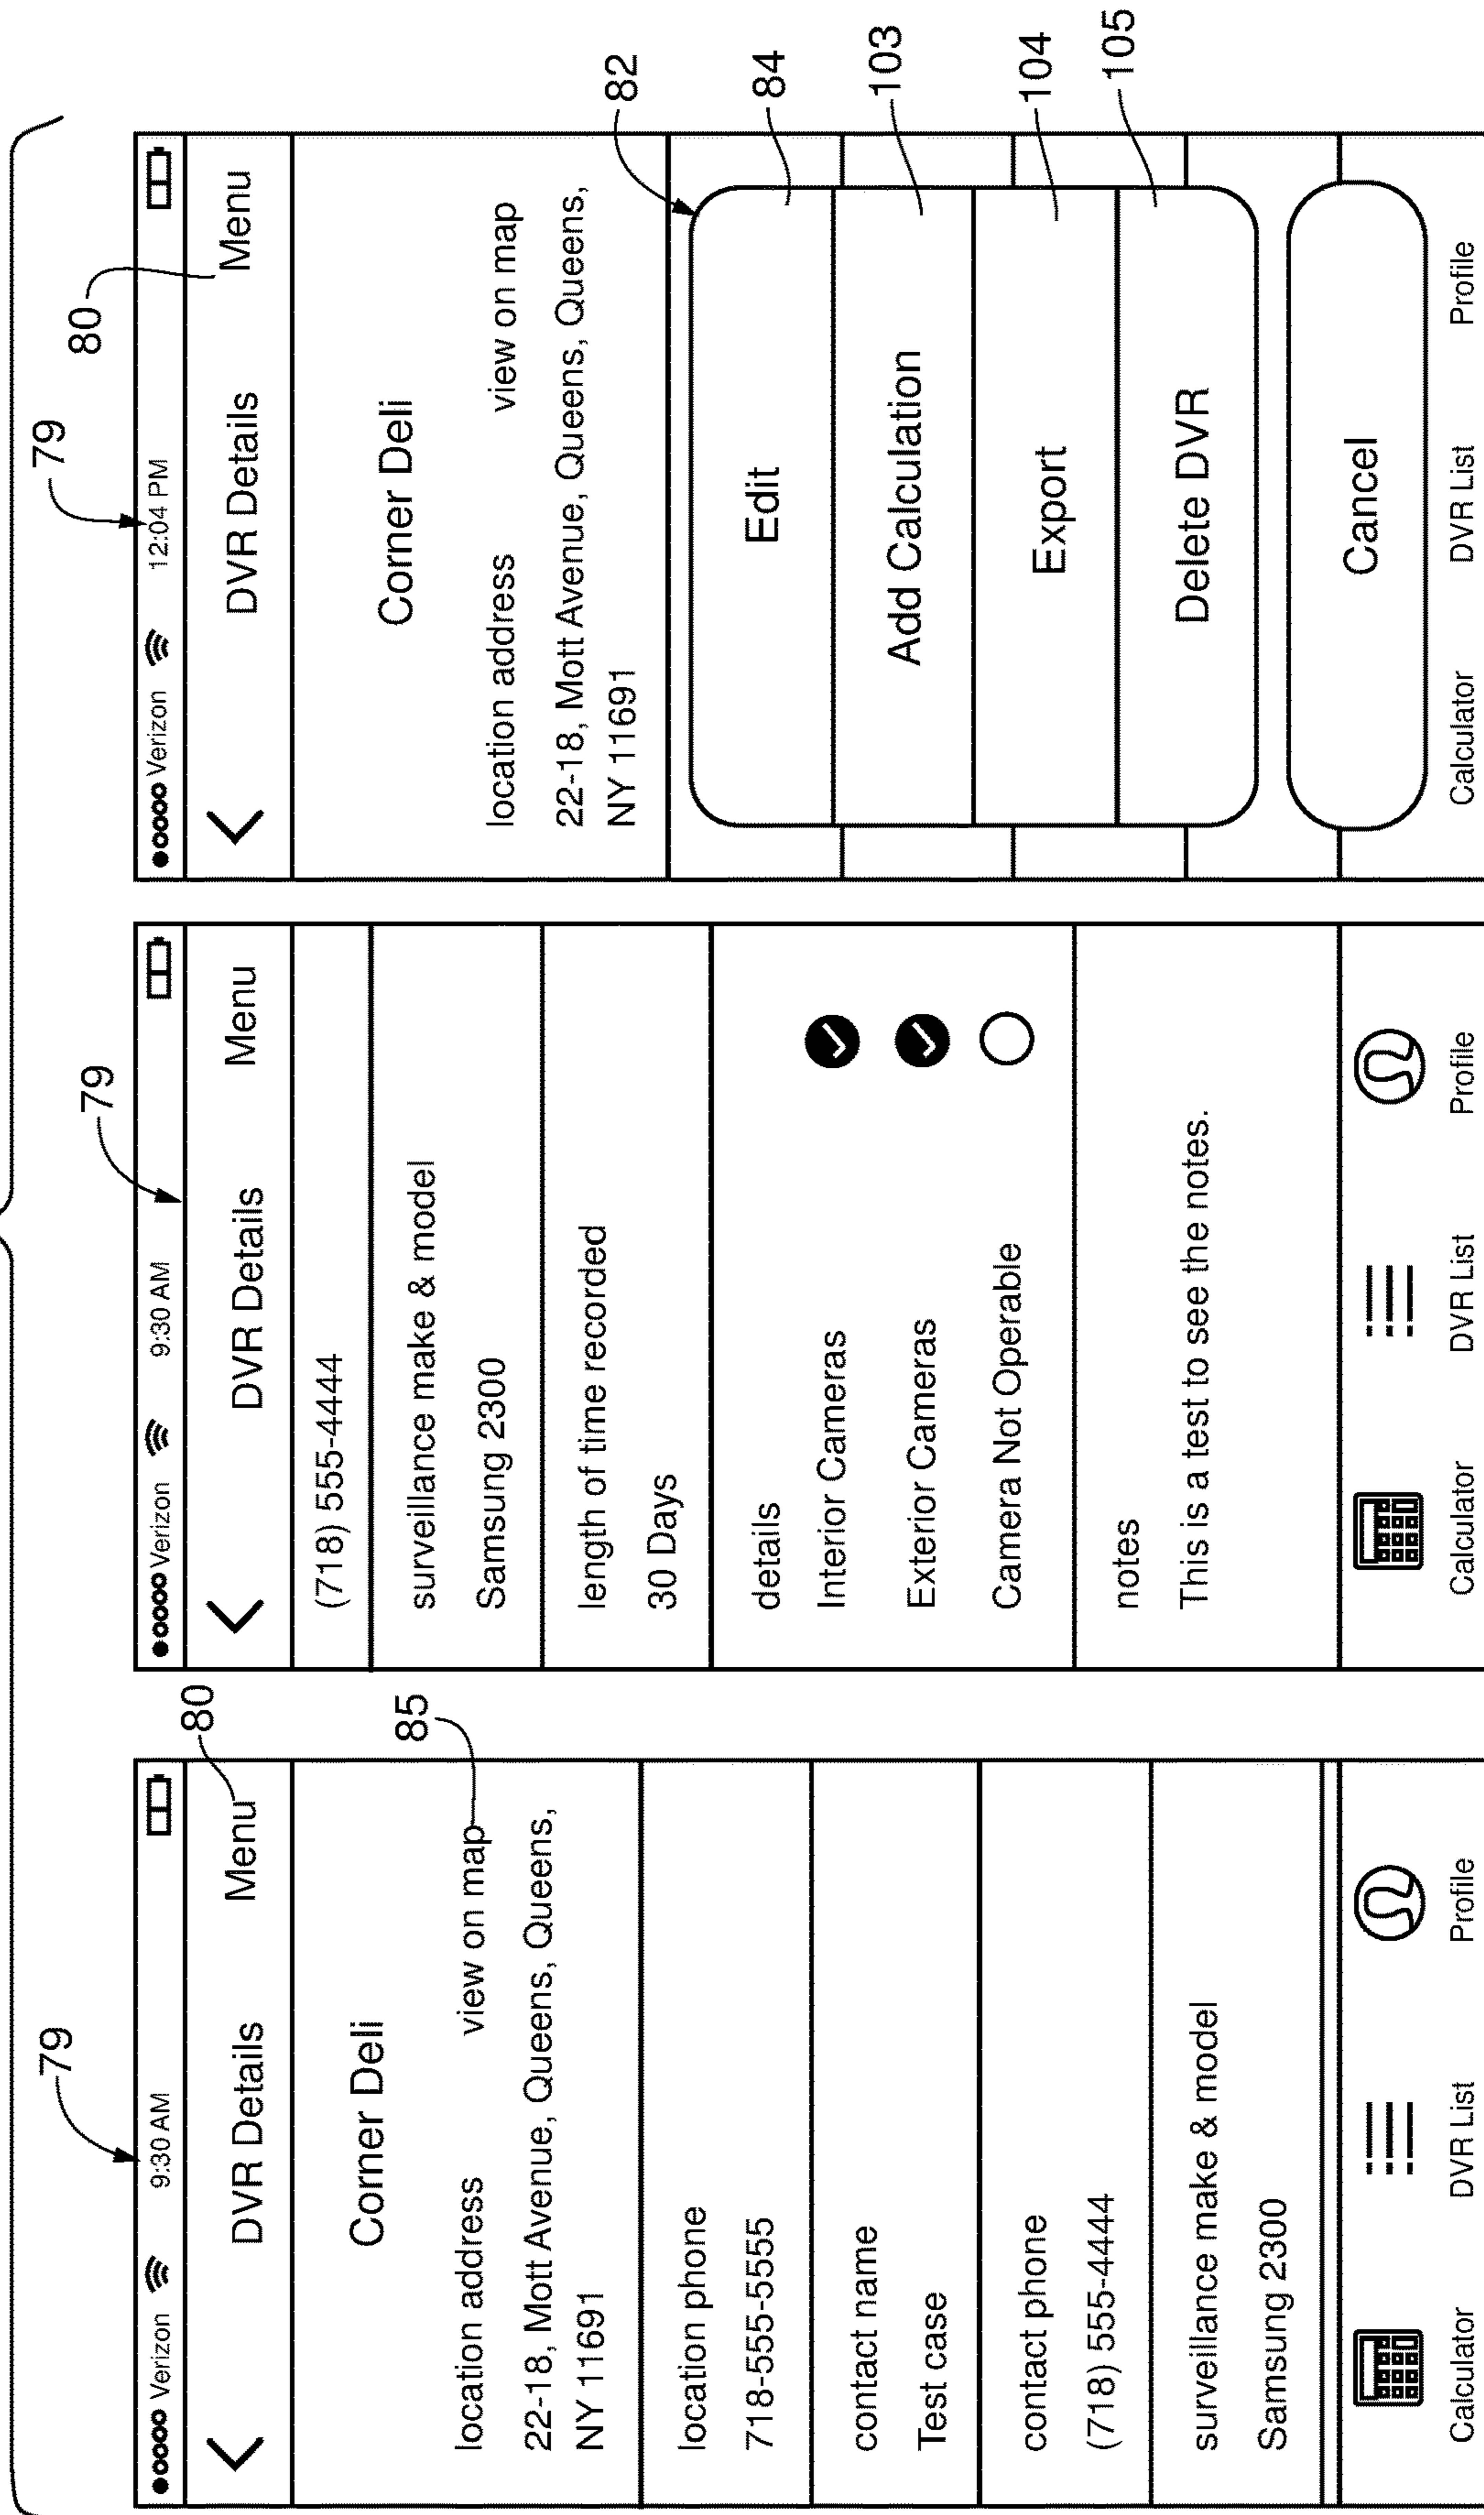 79
Verizon 9:30 AM
DVR Details Menu
80
Corner Deli
location address view on map
85
22-18, Mott Avenue, Queens, Queens,
NY 11691
location phone
718-555-5555
contact name
Test case
contact phone
(718) 555-4444
surveillance make & model
Samsung 2300
Calculator DVR List Profile
79
Verizon 9:30 AM
DVR Details Menu
(718) 555-4444
surveillance make & model
Samsung 2300
length of time recorded
30 Days
details
Interior Cameras
Exterior Cameras
Camera Not Operable
notes
This is a test to see the notes.
Calculator DVR List Profile
79
80
Verizon 12:04 PM
DVR Details Menu
Corner Deli
location address view on map
22-18, Mott Avenue, Queens, Queens,
NY 11691
82
Edit
84
Add Calculation
103
Export
104
Delete DVR
105
Cancel
Calculator DVR List Profile